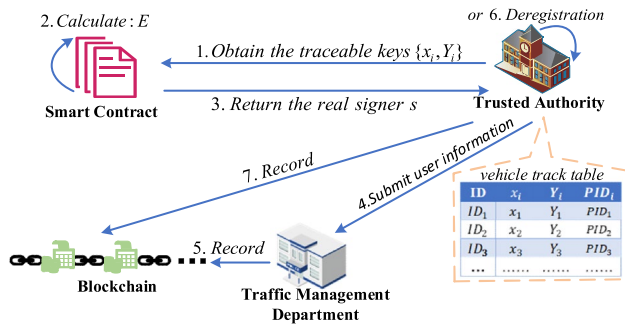 2. Calculate : E
or 6. Deregistration
1. Obtain the traceable keys {x_i, Y_i}
Smart Contract
3. Return the real signer s
Trusted Authority
7. Record
4. Submit user information
vehicle track table
ID x_i Y_i PID_i
ID_1 x_1 Y_1 PID_1
ID_2 x_2 Y_2 PID_2
ID_3 x_3 Y_3 PID_3
... ...... ...... ......
5. Record
Blockchain
Traffic Management
Department